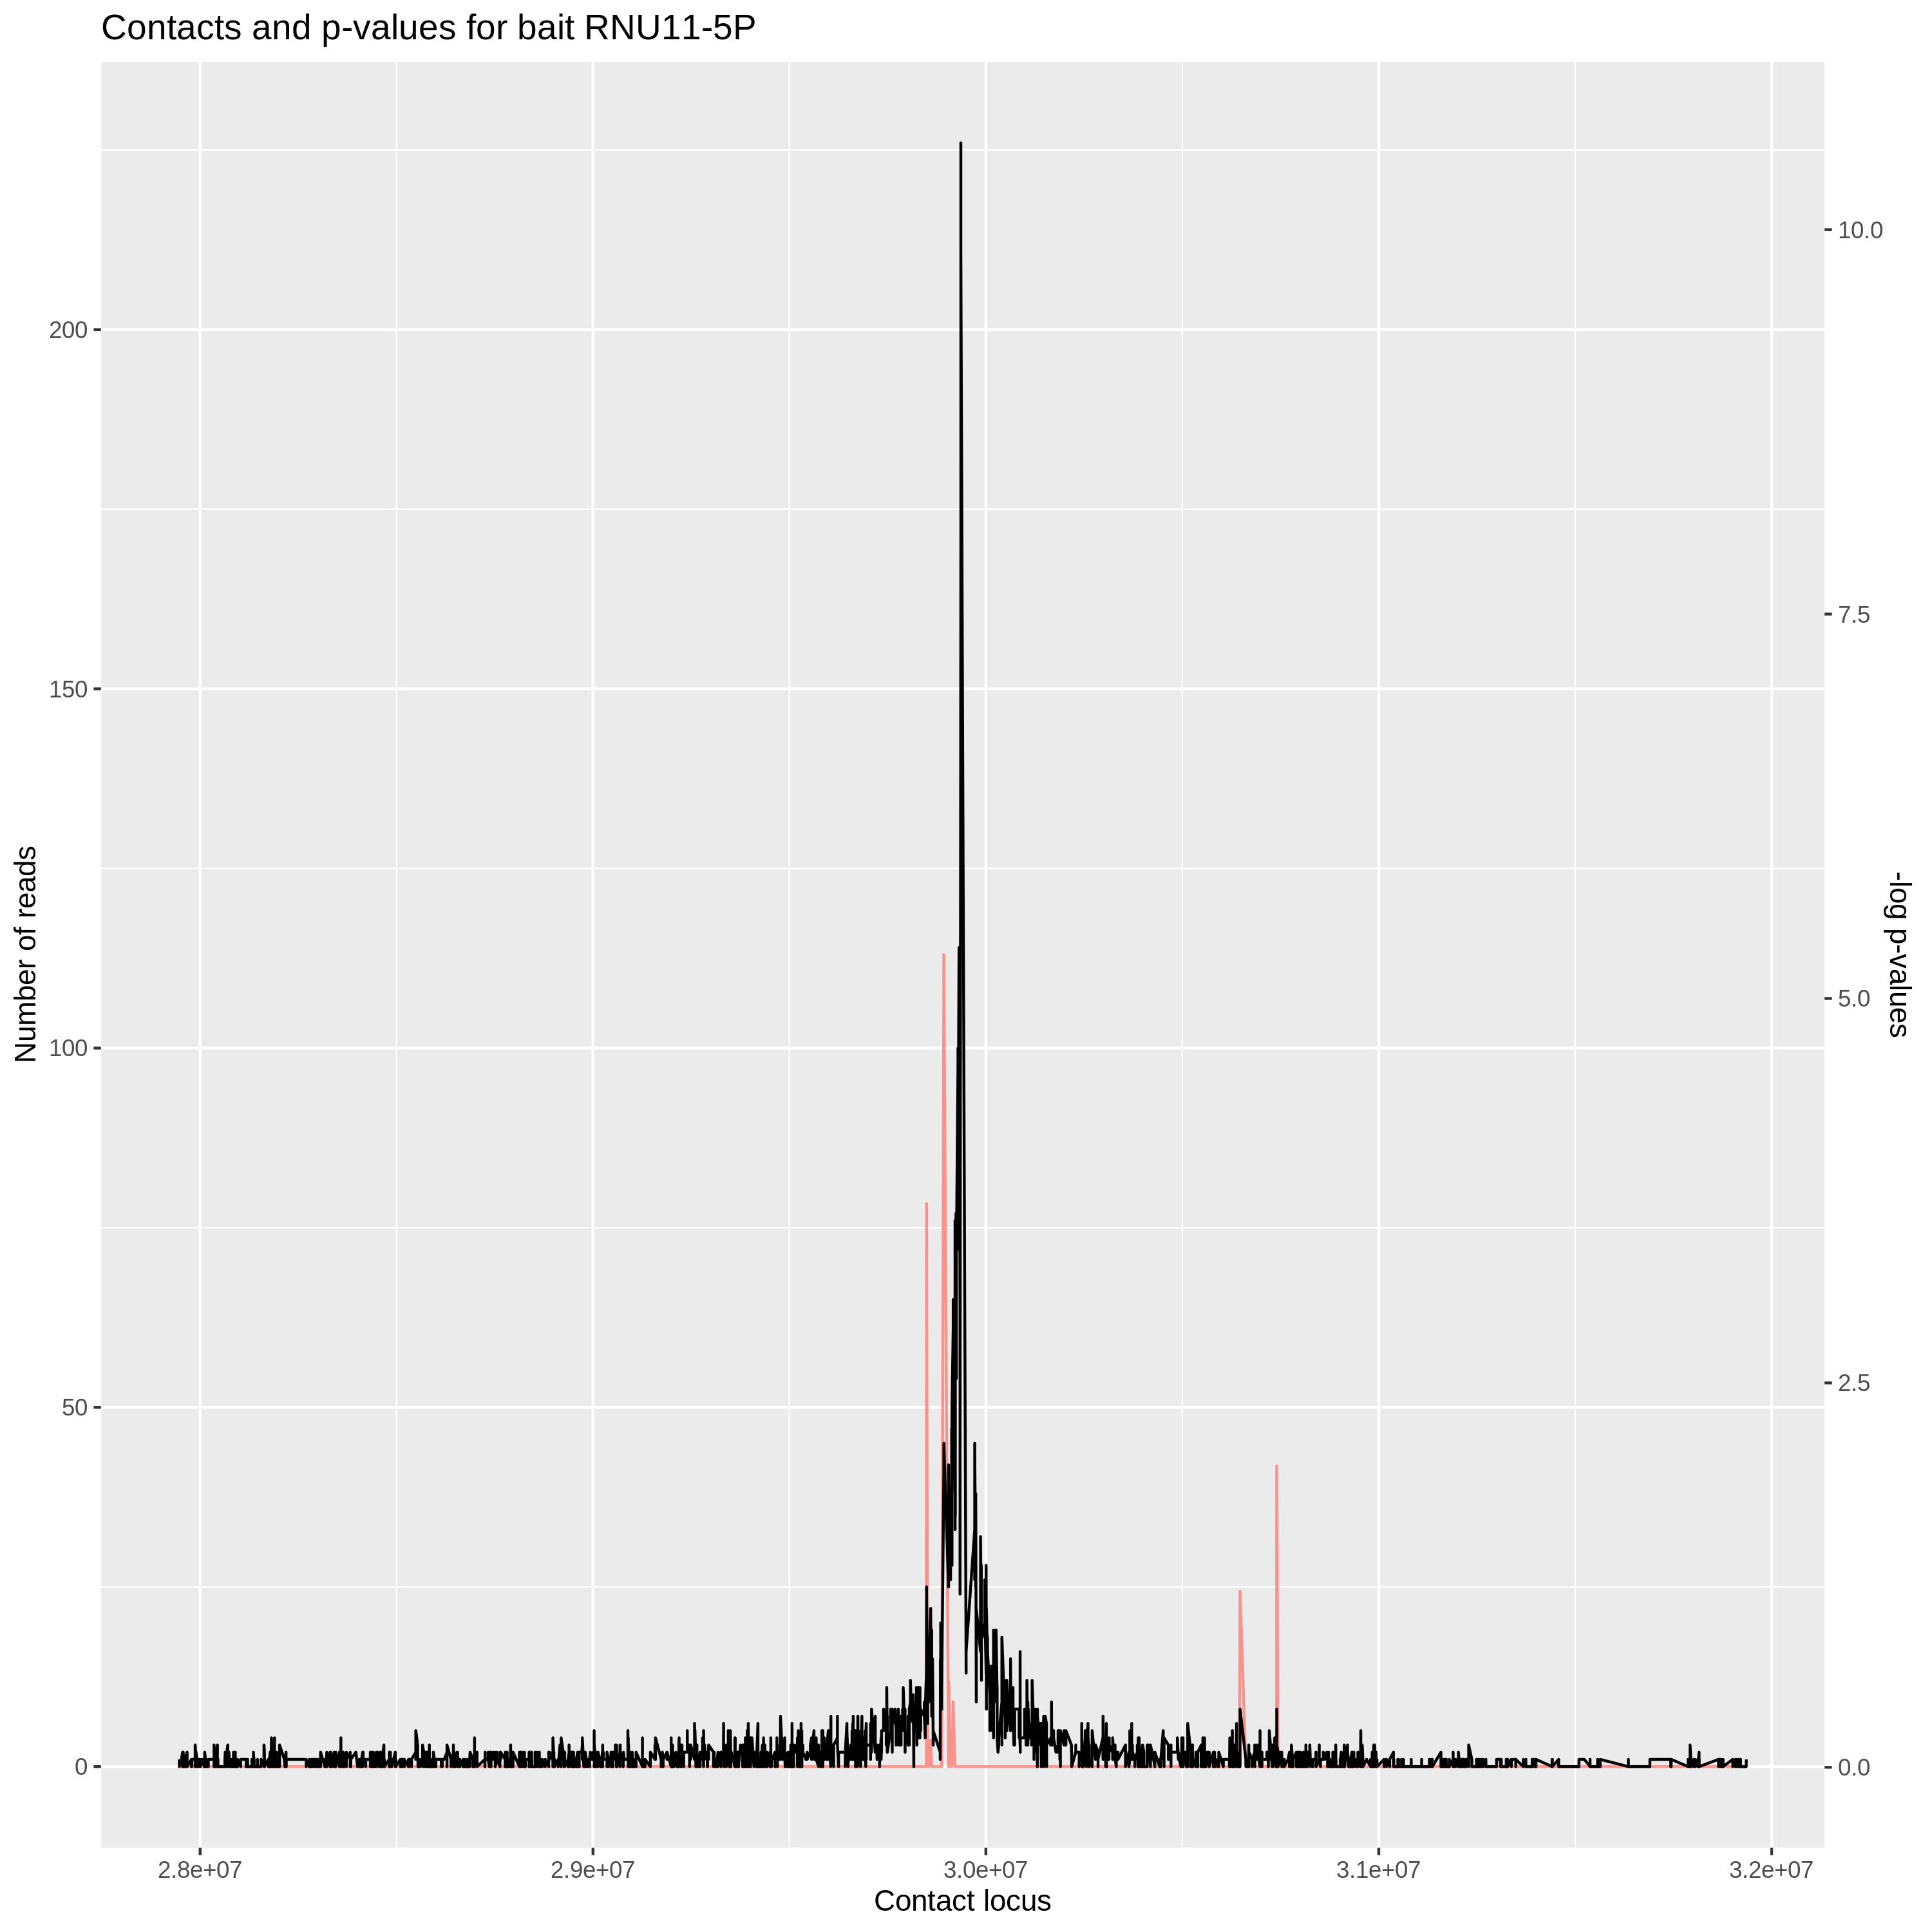 Contacts and p-values for bait RNU11-5P
Number of reads
200
150
100
50
0
10.0
7.5
5.0
2.5
0.0
-log p-values
2.8e+07 2.9e+07 3.0e+07 3.1e+07 3.2e+07
Contact locus